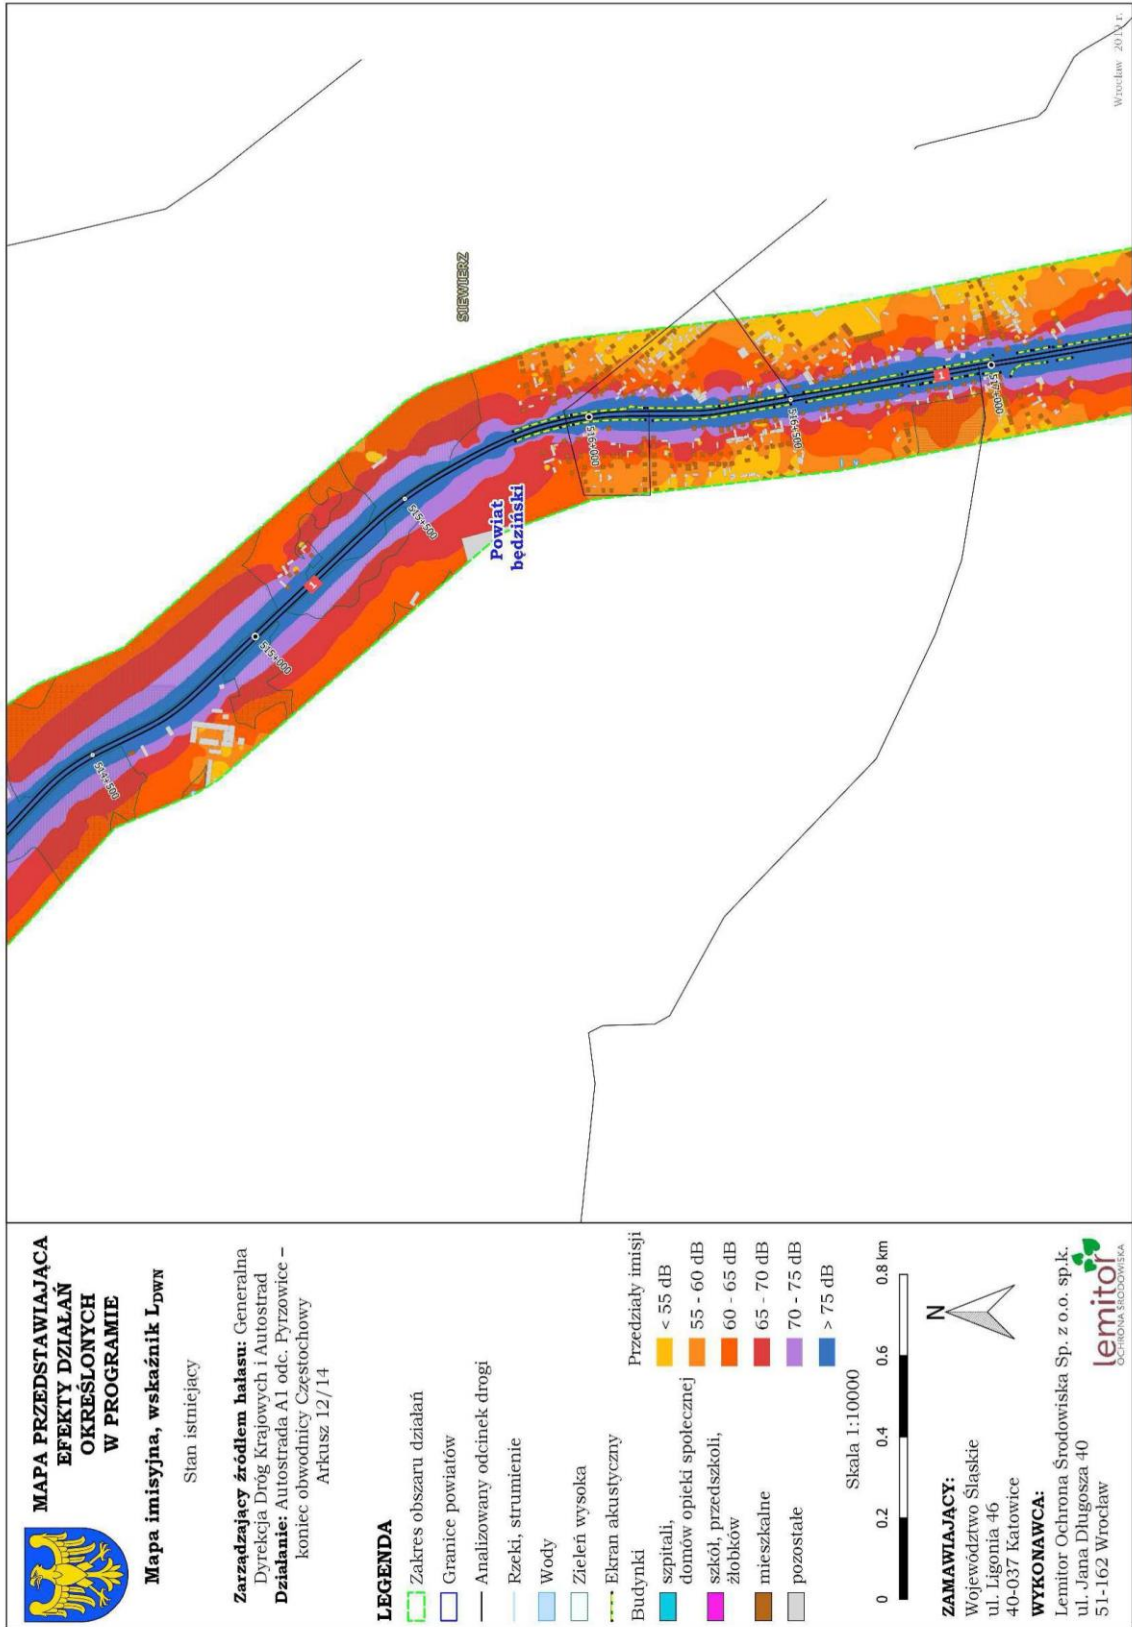 MAPA PRZEDSTAWIAJĄCA
EFEKTY DZIAŁAŃ
OKREŚLONYCH
W PROGRAMIE
Mapa imisyjna, wskaźnik LDWN
Stan istniejący
Zarządzający źródłem hałasu: Generalna
Dyrekcja Dróg Krajowych i Autostrad
Działanie: Autostrada A1 odc. Pyrzowice –
koniec obwodnicy Częstochowy
Arkusz 12/14
LEGENDA
Zakres obszaru działań
Granice powiatów
Analizowany odcinek drogi
Rzeki, strumienie
Wody
Zieleń wysoka
Ekran akustyczny
Budynki
szpitali,
domów opieki społecznej
szkół, przedszkoli,
żłobków
mieszkalne
pozostałe
Przedziały imisji
< 55 dB
55 - 60 dB
60 - 65 dB
65 - 70 dB
70 - 75 dB
> 75 dB
Skala 1:10000
0 0.2 0.4 0.6 0.8 km
N
ZAMAWIAJĄCY:
Województwo Śląskie
ul. Ligonia 46
40-037 Katowice
WYKONAWCA:
Lemitor Ochrona Środowiska Sp. z o.o. sp.k.
ul. Jana Długosza 40
51-162 Wrocław
lemitor
OCHRONA ŚRODOWISKA
514+500
515+000
1
515+500
Powiat
będziński
SIEWIERZ
516+000
516+500
1
517+000
Wrocław 2019 r.